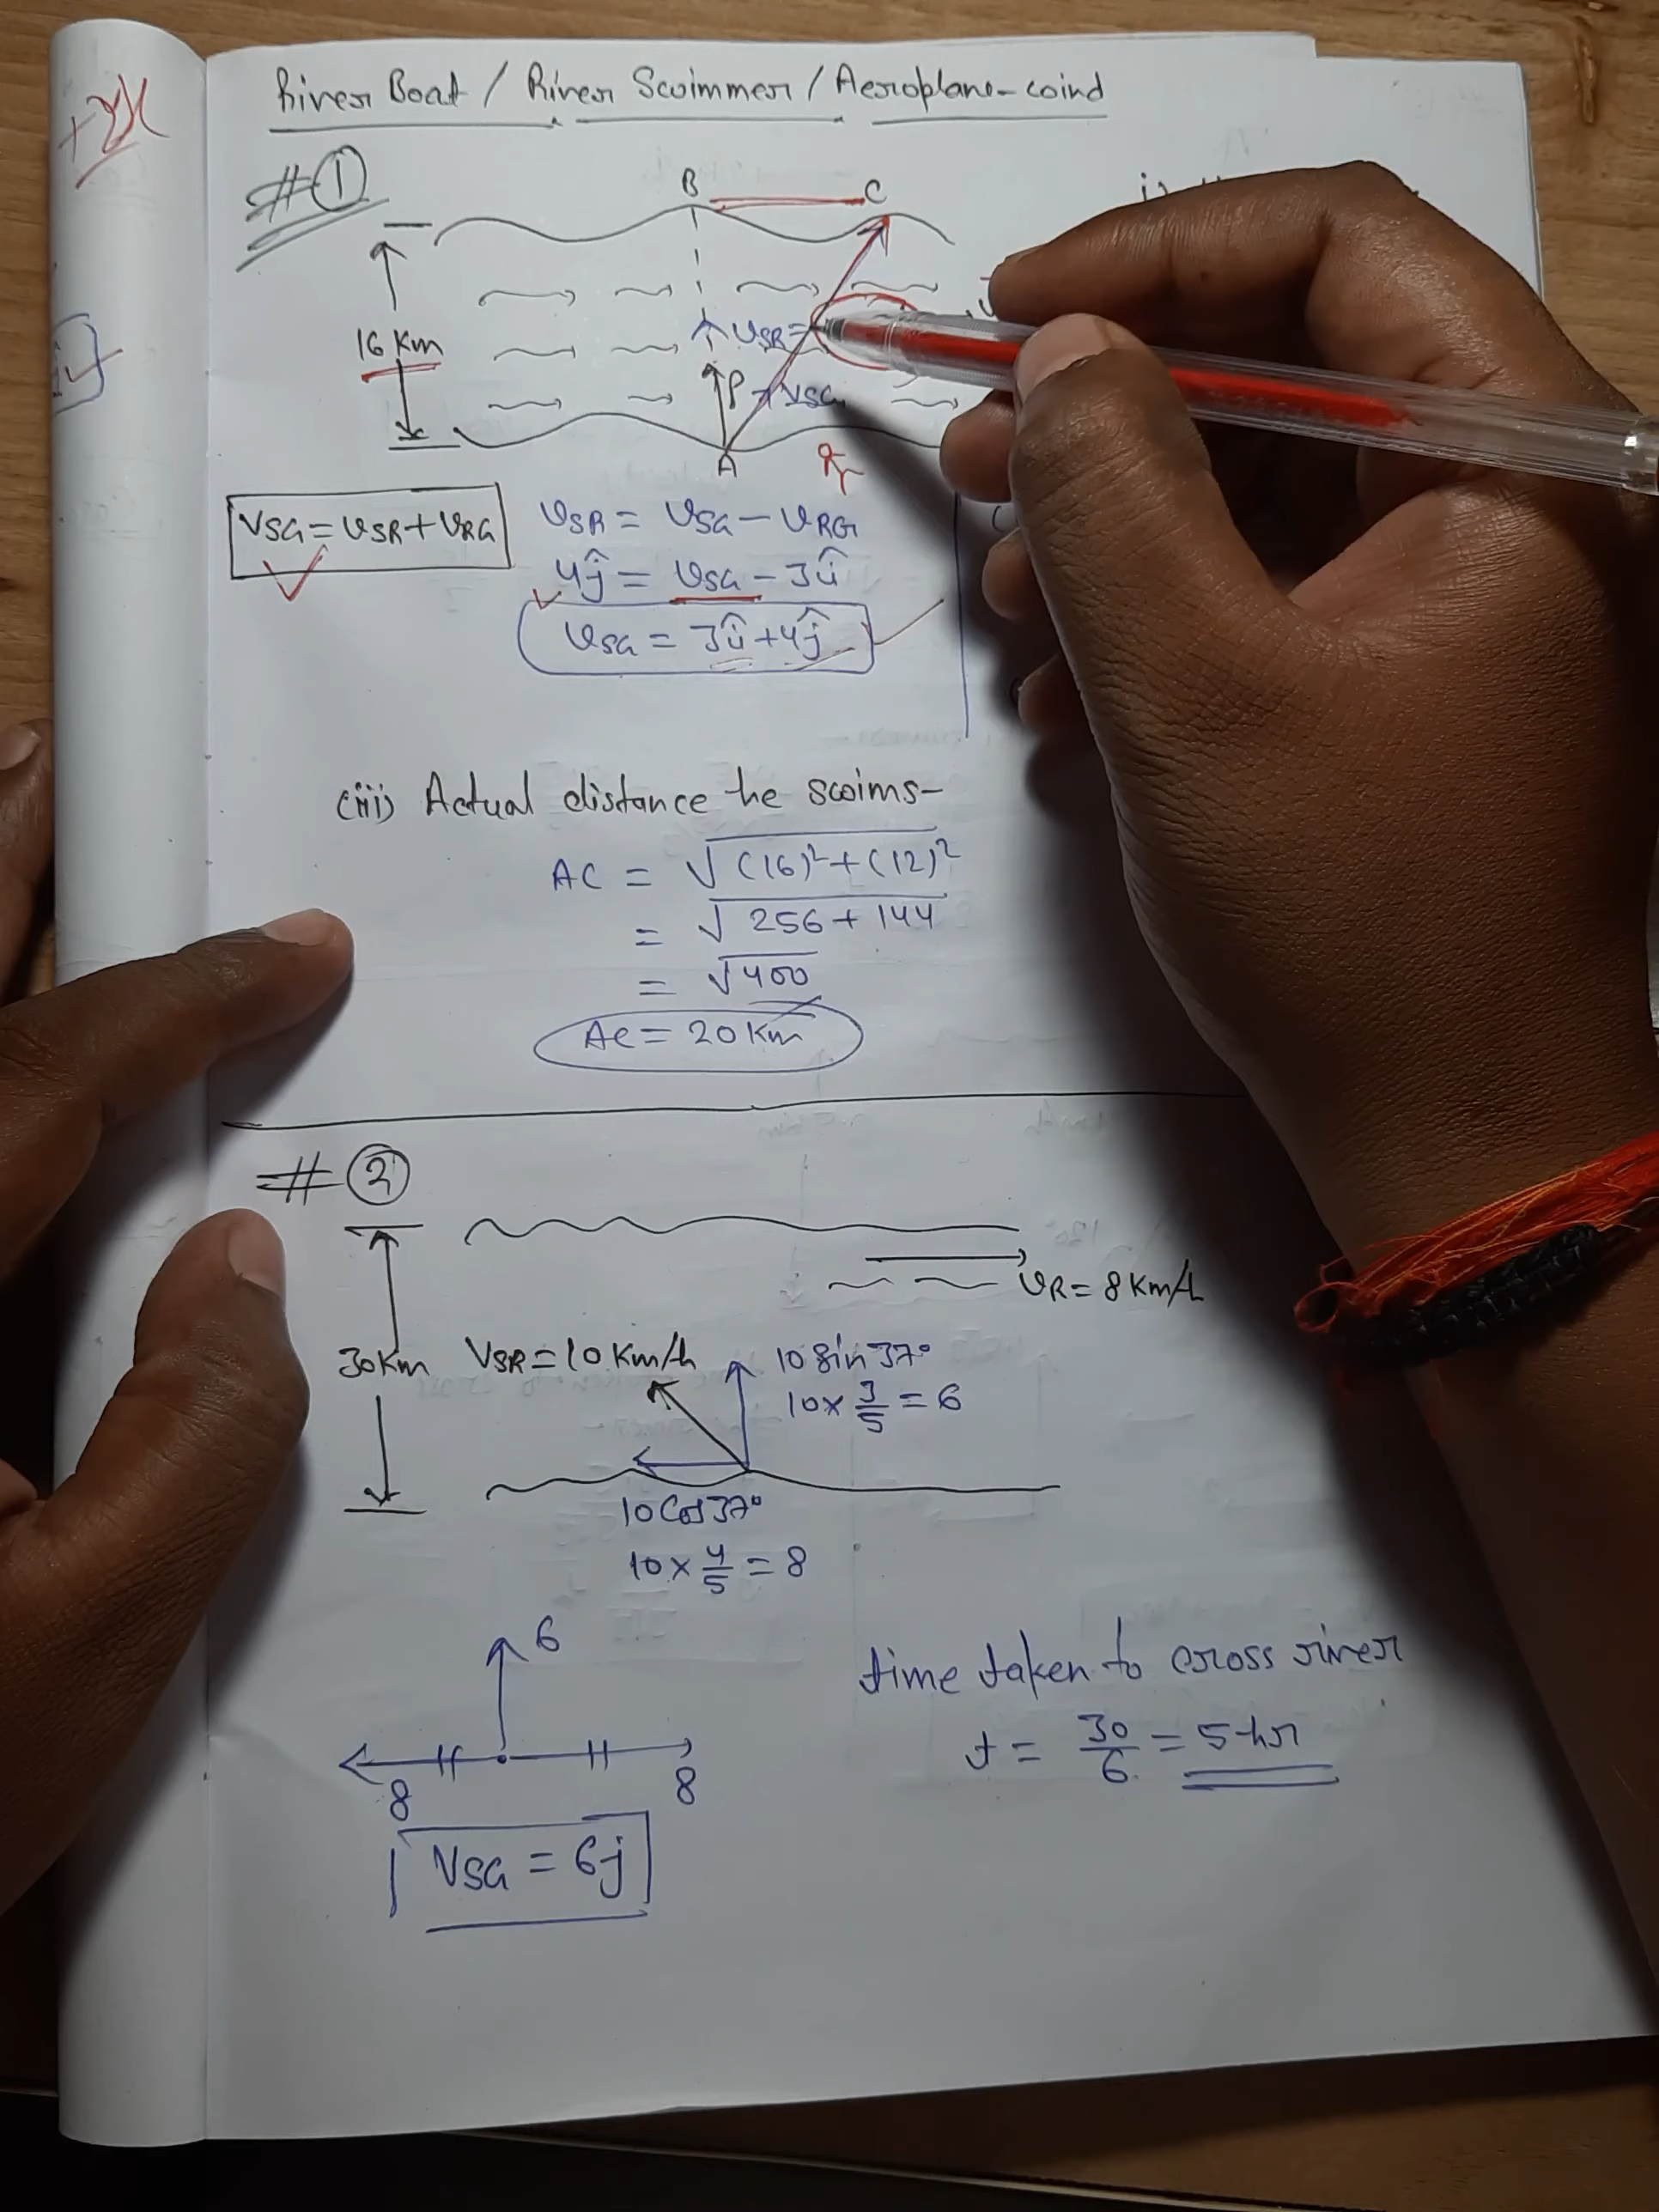 River Boat / River Swimmer / Aeroplane-wind
#①
B C
16 Km
VSR =
P VSG
A
VSG = VSR + VRG
VSR = VSG - VRG
4ĵ = VSG - 3î
VSG = 3î + 4ĵ
(iii) Actual distance he swims-
AC = √(16)² + (12)²
= √256 + 144
= √400
AC = 20 Km
#②
VR = 8 Km/h
30 Km VSR = 10 Km/h 10 Sin 37°
10 × 3/5 = 6
10 Cos 37°
10 × 4/5 = 8
6
8 8
VSG = 6j
time taken to cross river
t = 30/6 = 5 hr